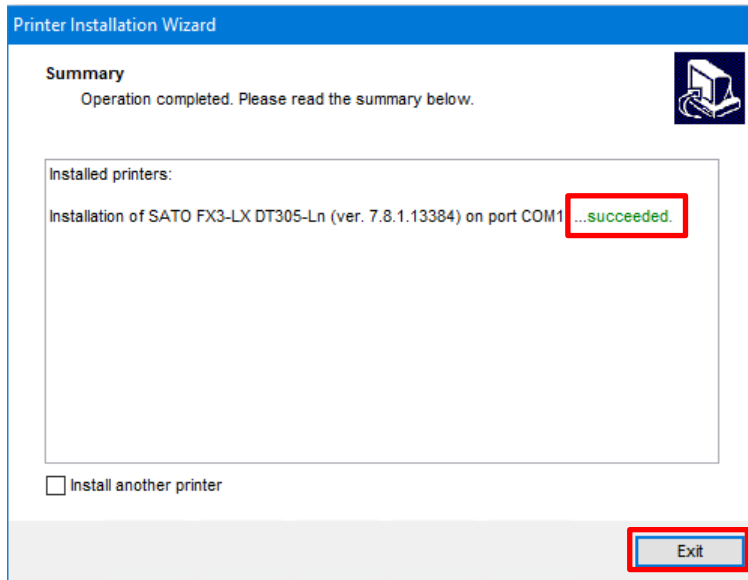 Printer Installation Wizard
Summary
Operation completed. Please read the summary below.
Installed printers:
Installation of SATO FX3-LX DT305-Ln (ver. 7.8.1.13384) on port COM1 ...succeeded.
Install another printer
Exit